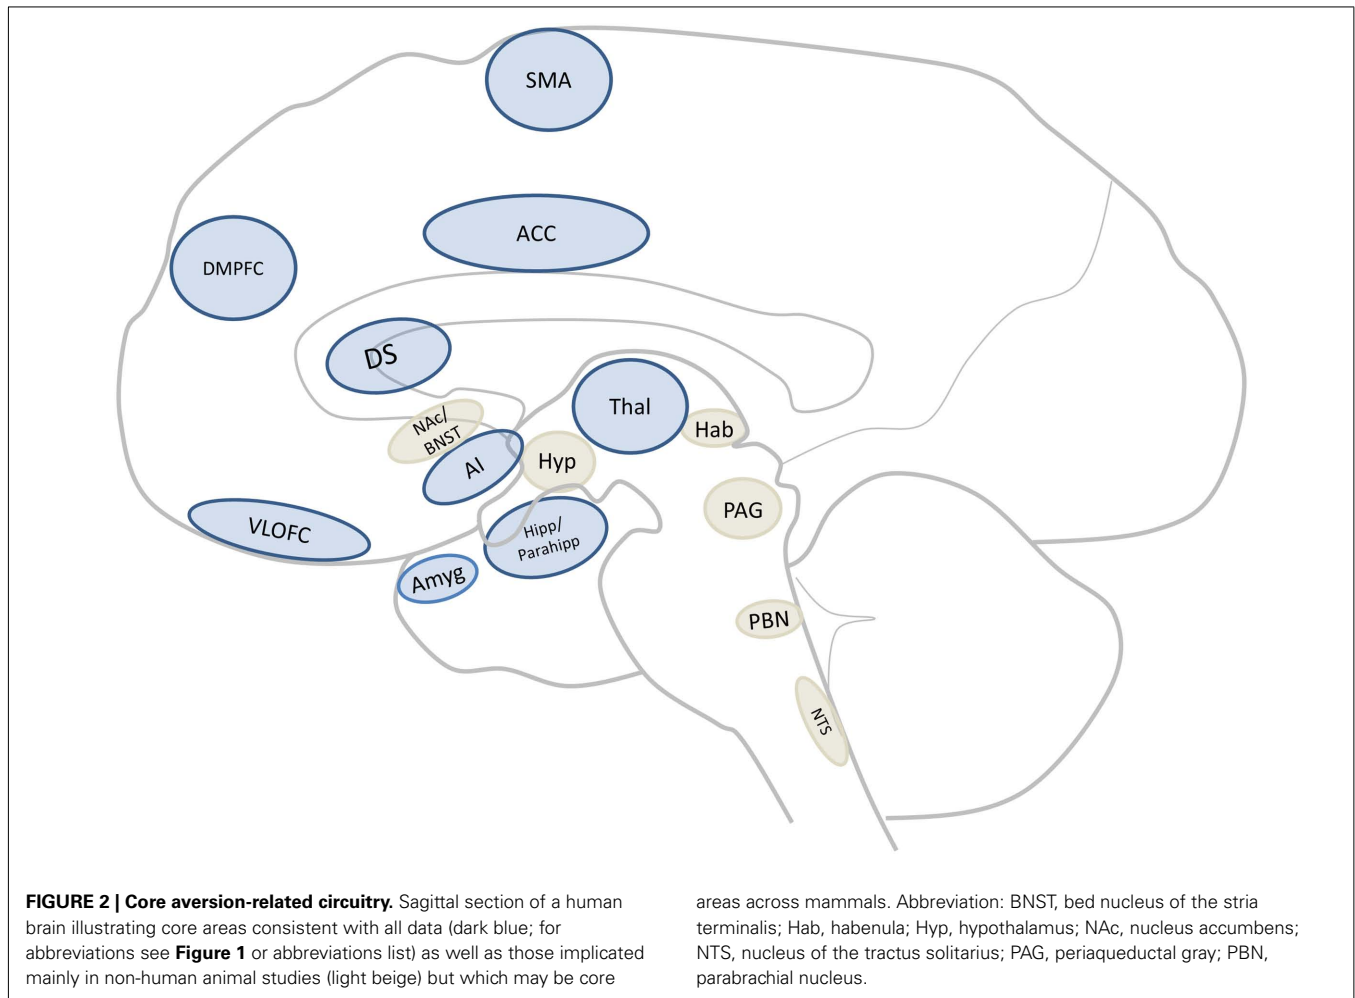 SMA
ACC
DMPFC
DS
Thal
NAc/
BNST
Hab
AI
Hyp
PAG
VLOFC
Hipp/
Parahipp
Amyg
PBN
NTS
FIGURE 2 | Core aversion-related circuitry. Sagittal section of a human
brain illustrating core areas consistent with all data (dark blue; for
abbreviations see Figure 1 or abbreviations list) as well as those implicated
mainly in non-human animal studies (light beige) but which may be core
areas across mammals. Abbreviation: BNST, bed nucleus of the stria
terminalis; Hab, habenula; Hyp, hypothalamus; NAc, nucleus accumbens;
NTS, nucleus of the tractus solitarius; PAG, periaqueductal gray; PBN,
parabrachial nucleus.